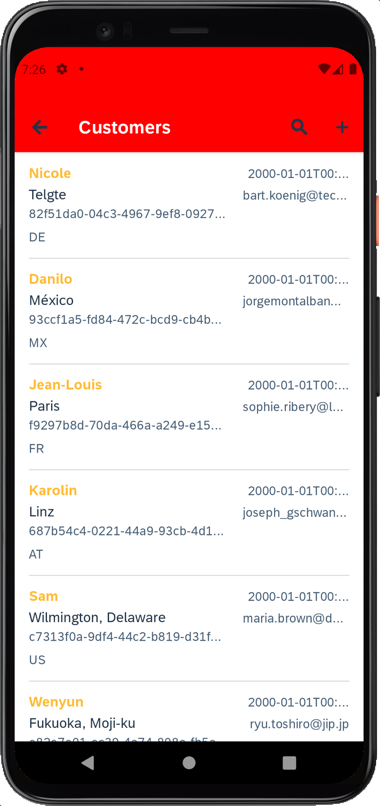 7:26
Customers
Nicole 2000-01-01T00:...
Telgte bart.koenig@tec...
82f51da0-04c3-4967-9ef8-0927...
DE
Danilo 2000-01-01T00:...
México jorgemontalban...
93ccf1a5-fd84-472c-bcd9-cb4b...
MX
Jean-Louis 2000-01-01T00:...
Paris sophie.ribery@l...
f9297b8d-70da-466a-a249-e15...
FR
Karolin 2000-01-01T00:...
Linz joseph_gschwan...
687b54c4-0221-44a9-93cb-4d1...
AT
Sam 2000-01-01T00:...
Wilmington, Delaware maria.brown@d...
c7313f0a-9df4-44c2-b819-d31f...
US
Wenyun 2000-01-01T00:...
Fukuoka, Moji-ku ryu.toshiro@jip.jp